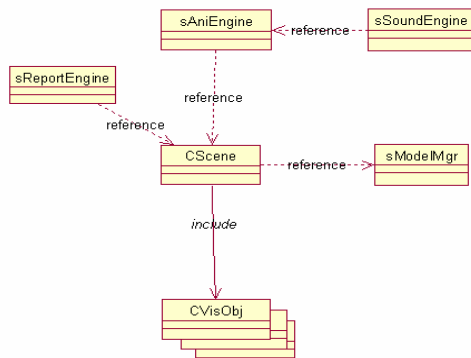 sAniEngine
reference
sSoundEngine
sReportEngine
reference
reference
CScene
reference
sModelMgr
include
CVisObj